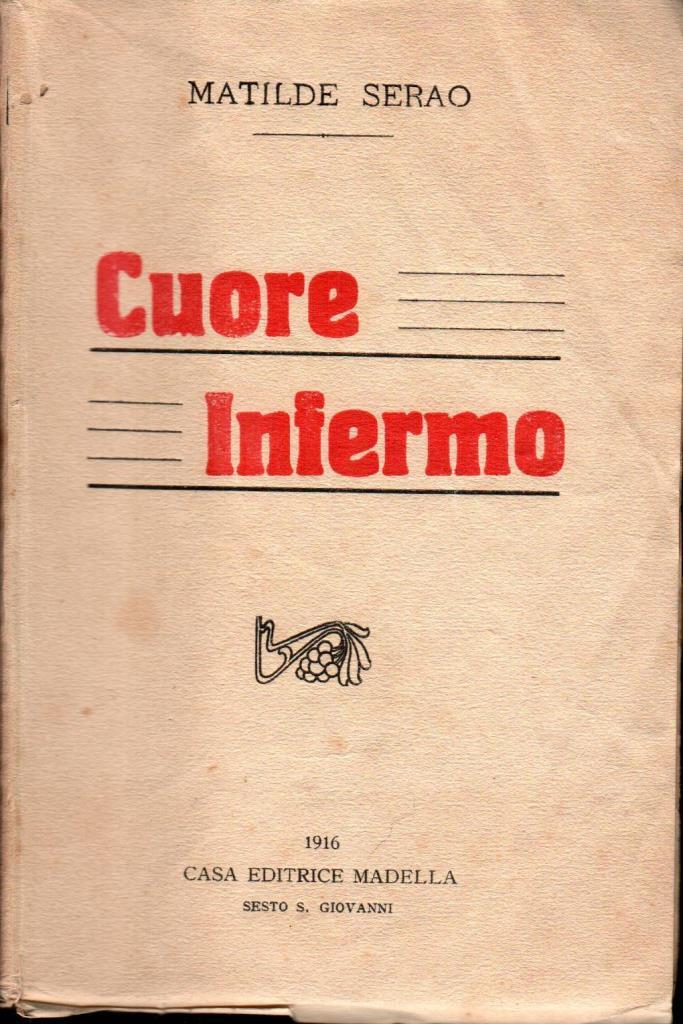 MATILDE SERAO
Cuore
Infermo
1916
CASA EDITRICE MADELLA
SESTO S. GIOVANNI